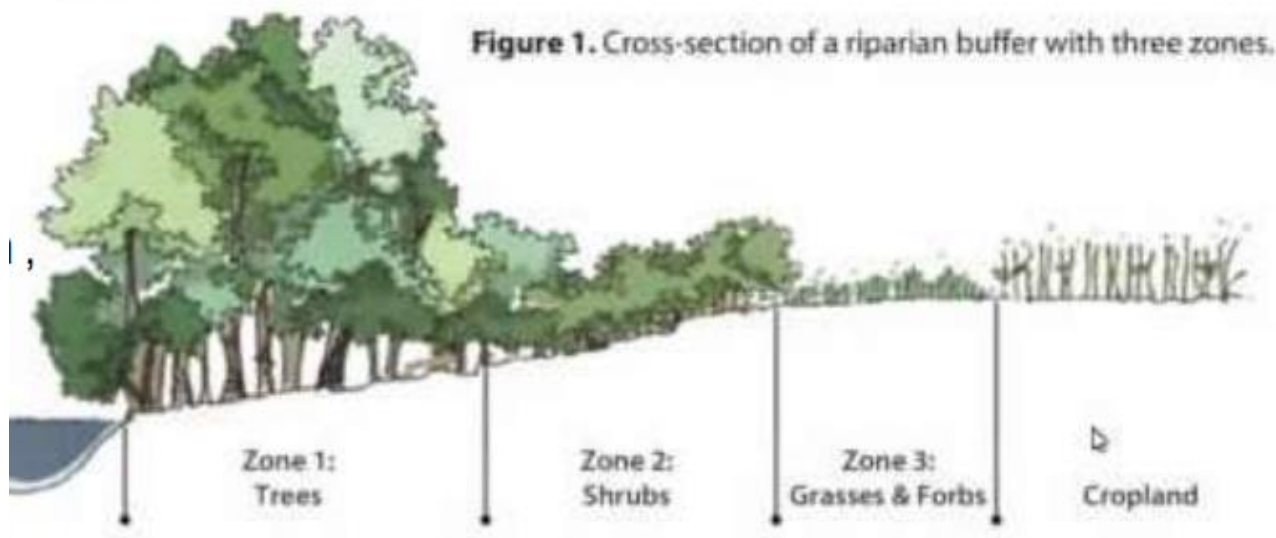 Figure 1. Cross-section of a riparian buffer with three zones.
,
Zone 1:
Trees
Zone 2:
Shrubs
Zone 3:
Grasses & Forbs
Cropland